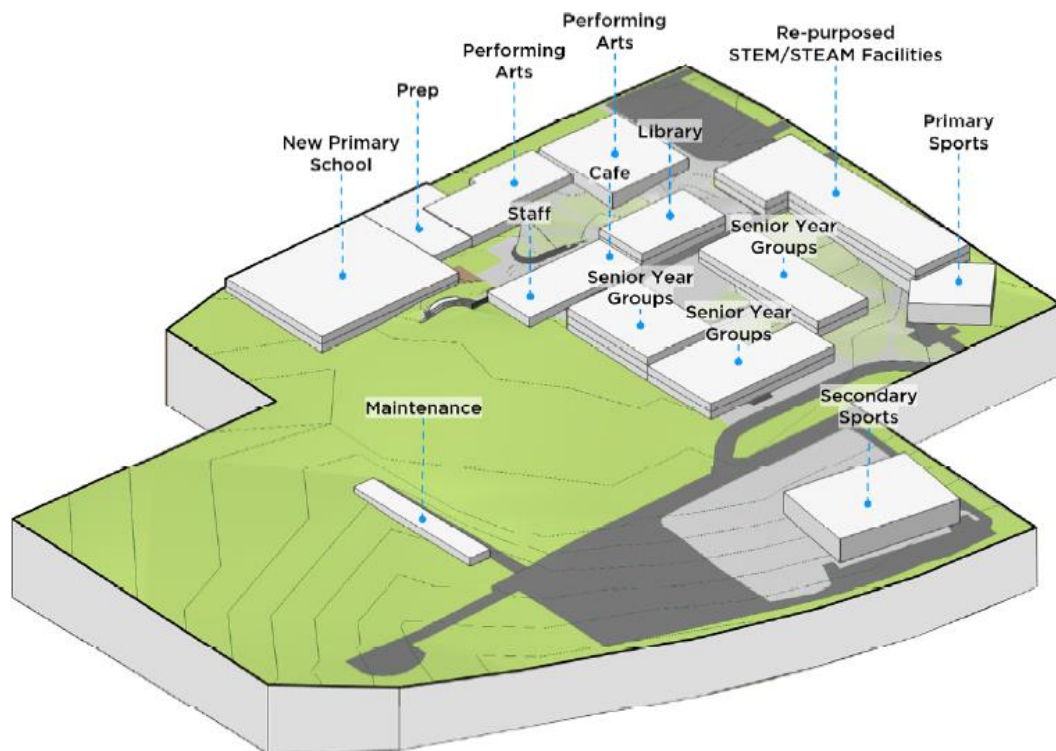 Performing
Arts
Re-purposed
STEM/STEAM Facilities
Performing
Arts
Prep
Library
Primary
Sports
New Primary
School
Cafe
Staff
Senior Year
Groups
Senior Year
Groups
Senior Year
Groups
Maintenance
Secondary
Sports